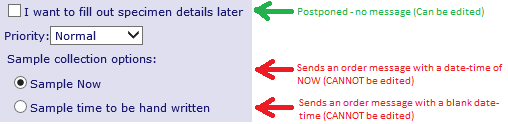 I want to fill out specimen details later
Postponed - no message (Can be edited)
Priority: Normal
Sample collection options:
Sends an order message with a date-time of
NOW (CANNOT be edited)
Sample Now
Sends an order message with a blank date-
time (CANNOT be edited)
Sample time to be hand written